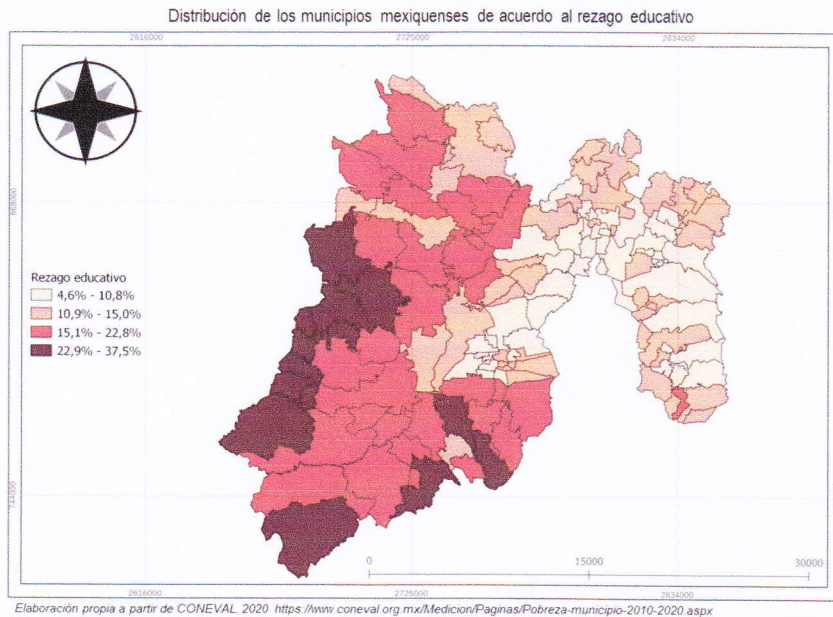 Distribución de los municipios mexiquenses de acuerdo al rezago educativo
2616000 2725000 2834000
868000
Rezago educativo
4,6% - 10,8%
10,9% - 15,0%
15,1% - 22,8%
22,9% - 37,5%
744000
0 15000 30000
2616000 2725000 2834000
Elaboración propia a partir de CONEVAL, 2020 https://www.coneval.org.mx/Medicion/Paginas/Pobreza-municipio-2010-2020.aspx